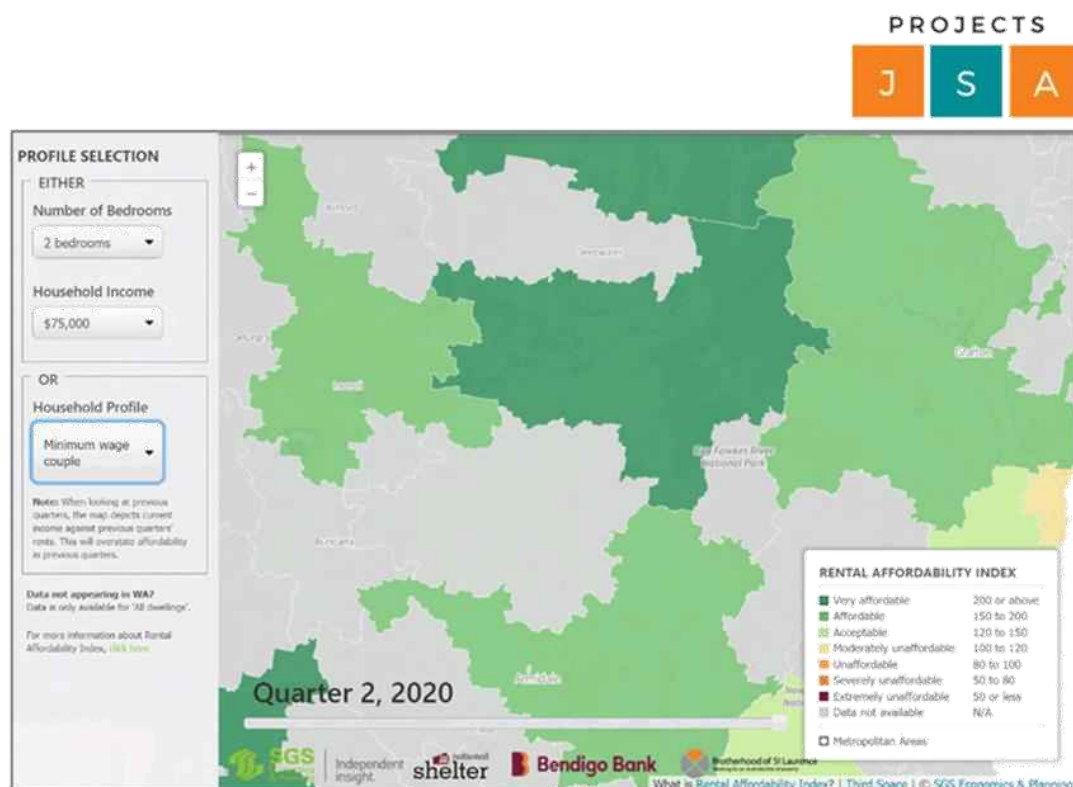 PROJECTS
J S A
PROFILE SELECTION
EITHER
Number of Bedrooms
2 bedrooms
Household Income
$75,000
OR
Household Profile
Minimum wage
couple
Note: When looking at previous
quarters, the map depicts current
income against previous quarters'
rents. This will overstate affordability
in previous quarters.
Data not appearing in WA?
Data is only available for 'All dwellings'.
For more information about Rental
Affordability Index, click here
+
−
Grafton
Guy Fawkes River
National Park
Armidale
RENTAL AFFORDABILITY INDEX
Very affordable 200 or above
Affordable 150 to 200
Acceptable 120 to 150
Moderately unaffordable 100 to 120
Unaffordable 80 to 100
Severely unaffordable 50 to 80
Extremely unaffordable 50 or less
Data not available N/A
Metropolitan Areas
Quarter 2, 2020
SGS
Independent
insight.
national
shelter
Bendigo Bank
Brotherhood of St Laurence
What is Rental Affordability Index? | Third Space | © SGS Economics & Planning